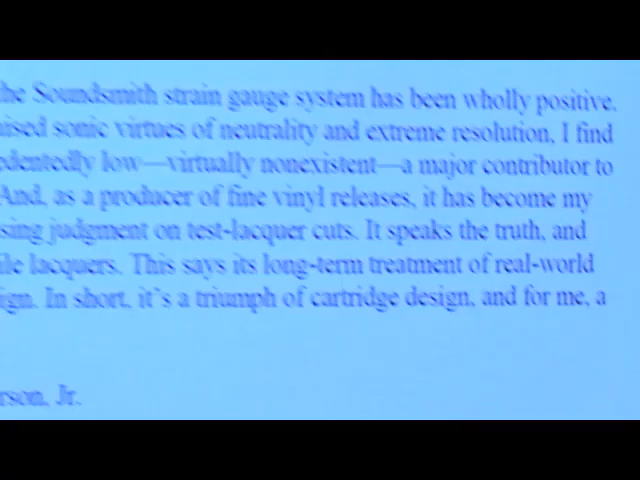 he Soundsmith strain gauge system has been wholly positive.
ised sonic virtues of neutrality and extreme resolution, I find
edentedly low—virtually nonexistent—a major contributor to
And, as a producer of fine vinyl releases, it has become my
sing judgment on test-lacquer cuts. It speaks the truth, and
ile lacquers. This says its long-term treatment of real-world
ign. In short, it's a triumph of cartridge design, and for me, a
rson, Jr.